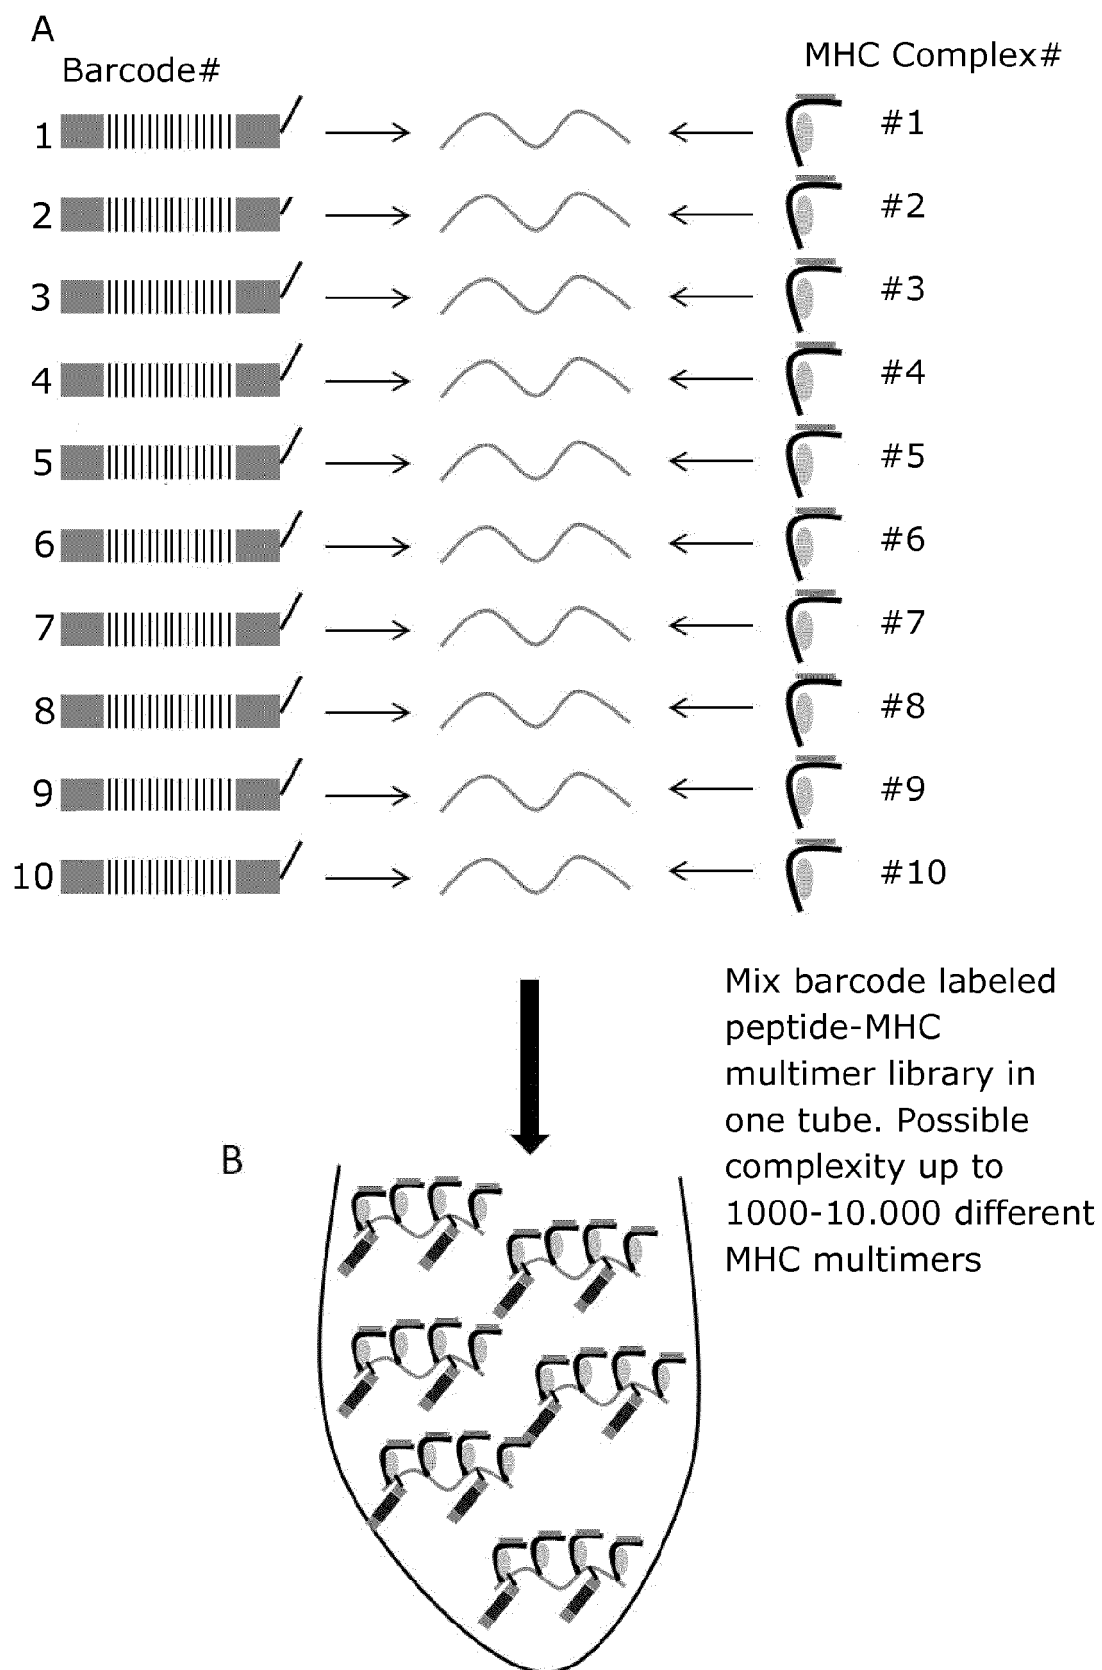 A
Barcode#
MHC Complex#
1
#1
2
#2
3
#3
4
#4
5
#5
6
#6
7
#7
8
#8
9
#9
10
#10
Mix barcode labeled
peptide-MHC
multimer library in
one tube. Possible
complexity up to
1000-10.000 different
MHC multimers
B